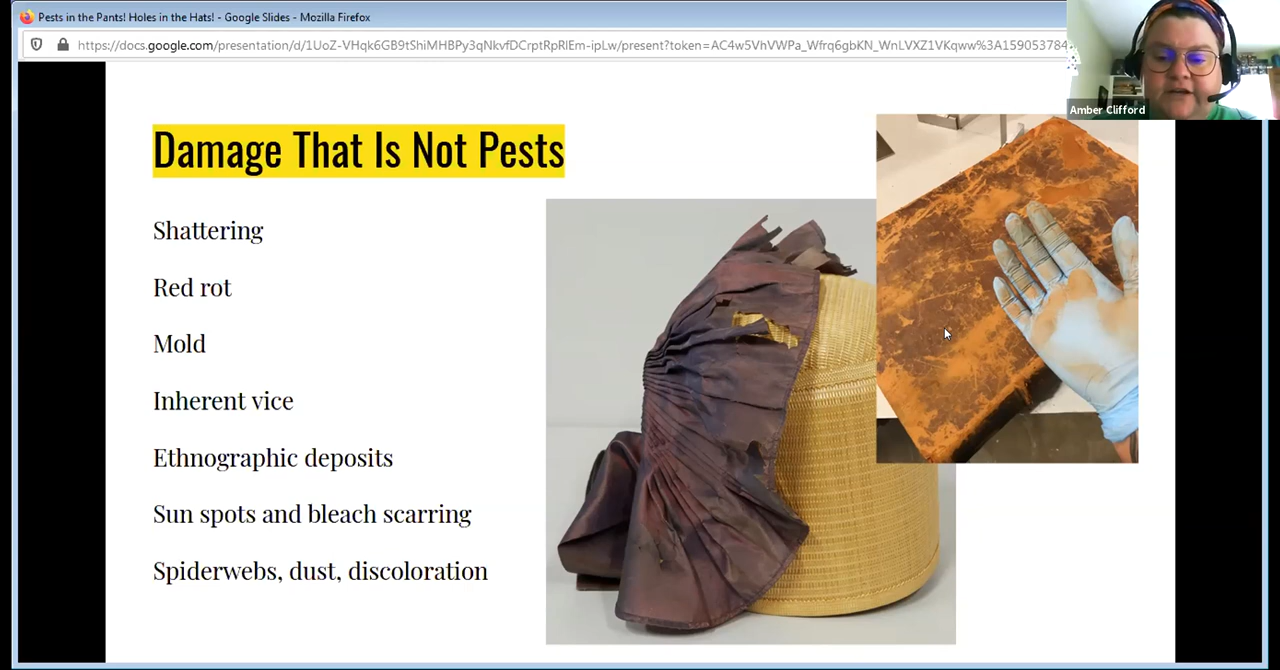 Pests in the Pants! Holes in the Hats! - Google Slides - Mozilla Firefox
https://docs.google.com/presentation/d/1UoZ-VHqk6GB9tShiMHBPy3qNkvfDCrptRpRlEm-ipLw/present?token=AC4w5VhVWPa_Wfrq6gbKN_WnLVXZ1VKqww%3A159053784
Amber Clifford
Damage That Is Not Pests
Shattering
Red rot
Mold
Inherent vice
Ethnographic deposits
Sun spots and bleach scarring
Spiderwebs, dust, discoloration